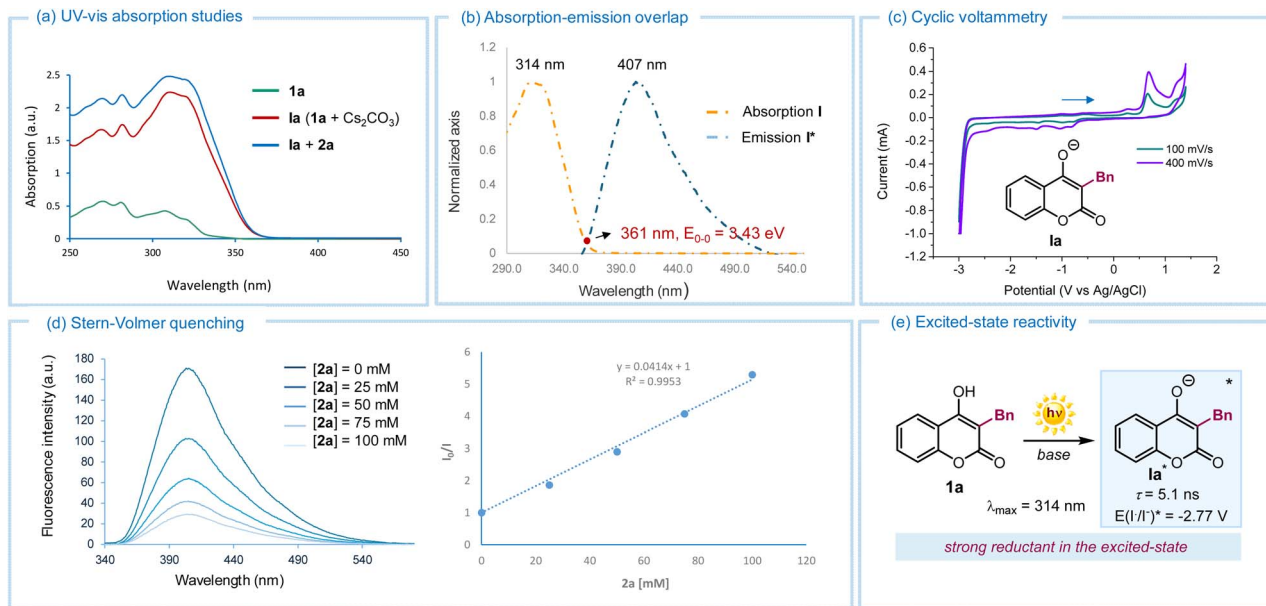 (a) UV-vis absorption studies
Absorption (a.u.)
2.5
2
1.5
1
0.5
0
250
300
350
400
450
Wavelength (nm)
1a
Ia (1a + Cs₂CO₃)
Ia + 2a
(b) Absorption-emission overlap
Normalized axis
1.2
1
0.8
0.6
0.4
0.2
0
314 nm
407 nm
Absorption I
Emission I*
361 nm, E₀₋₀ = 3.43 eV
290.0
340.0
390.0
440.0
490.0
540.0
Wavelength (nm)
(c) Cyclic voltammetry
Current (mA)
0.6
0.4
0.2
0.0
-0.2
0.4
0.6
-0.8
-1.0
100 mV/s
400 mV/s
O
⊖
Bn
O
O
Ia
-3
-2
-1
0
1
2
Potential (V vs Ag/AgCl)
(d) Stern-Volmer quenching
Fluorescence intensity (a.u.)
180
160
140
120
100
80
60
40
20
0
340
390
440
490
540
Wavelength (nm)
[2a] = 0 mM
[2a] = 25 mM
[2a] = 50 mM
[2a] = 75 mM
[2a] = 100 mM
I₀/I
6
5
4
3
2
1
0
y = 0.0414x + 1
R² = 0.9953
0
20
40
60
80
100
120
2a [mM]
(e) Excited-state reactivity
OH
Bn
O
O
1a
hν
base
λmax = 314 nm
O
⊖
*
Bn
O
O
Ia*
τ = 5.1 ns
E(I˙/I⁻)* = -2.77 V
strong reductant in the excited-state